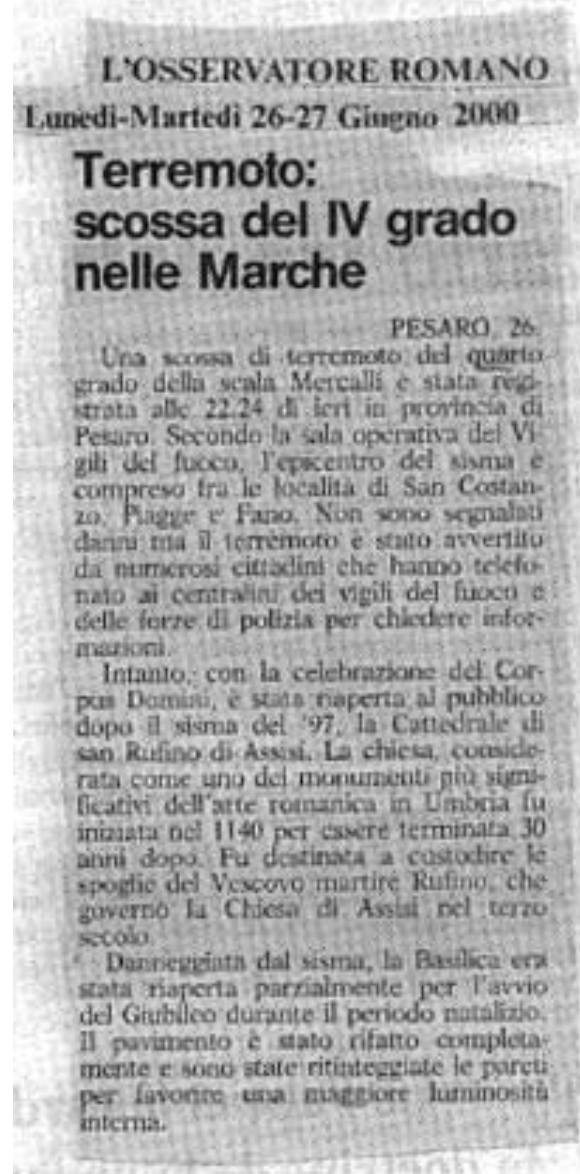 L'OSSERVATORE ROMANO
Lunedì-Martedì 26-27 Giugno 2000
Terremoto:
scossa del IV grado
nelle Marche
PESARO, 26.
Una scossa di terremoto del quarto
grado della scala Mercalli è stata regi-
strata alle 22.24 di ieri in provincia di
Pesaro. Secondo la sala operativa dei Vi-
gili del fuoco, l'epicentro del sisma è
compreso fra le località di San Costan-
zo, Piagge e Fano. Non sono segnalati
danni ma il terremoto è stato avvertito
da numerosi cittadini che hanno telefo-
nato ai centralini dei vigili del fuoco e
delle forze di polizia per chiedere infor-
mazioni.
Intanto, con la celebrazione del Cor-
pus Domini, è stata riaperta al pubblico
dopo il sisma del '97, la Cattedrale di
san Rufino di Assisi. La chiesa, conside-
rata come uno dei monumenti più signi-
ficativi dell'arte romanica in Umbria fu
iniziata nel 1140 per essere terminata 30
anni dopo. Fu destinata a custodire le
spoglie del Vescovo martire Rufino, che
governò la Chiesa di Assisi nel terzo
secolo.
Danneggiata dal sisma, la Basilica era
stata riaperta parzialmente per l'avvio
del Giubileo durante il periodo natalizio.
Il pavimento è stato rifatto completa-
mente e sono state ritinteggiate le pareti
per favorire una maggiore luminosità
interna.